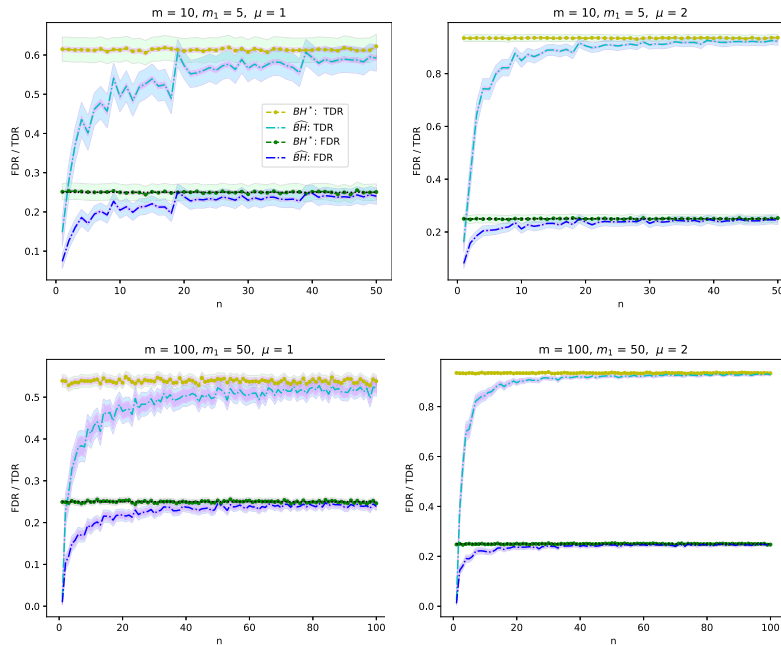 m = 10, m₁ = 5, μ = 1
FDR / TDR
0.6
0.5
0.4
0.3
0.2
0.1
BH*: TDR
B͡H: TDR
BH*: FDR
B͡H: FDR
0 10 20 30 40 50
n
m = 10, m₁ = 5, μ = 2
FDR / TDR
0.8
0.6
0.4
0.2
0 10 20 30 40 50
n
m = 100, m₁ = 50, μ = 1
FDR / TDR
0.5
0.4
0.3
0.2
0.1
0.0
0 20 40 60 80 100
n
m = 100, m₁ = 50, μ = 2
FDR / TDR
0.8
0.6
0.4
0.2
0.0
0 20 40 60 80 100
n